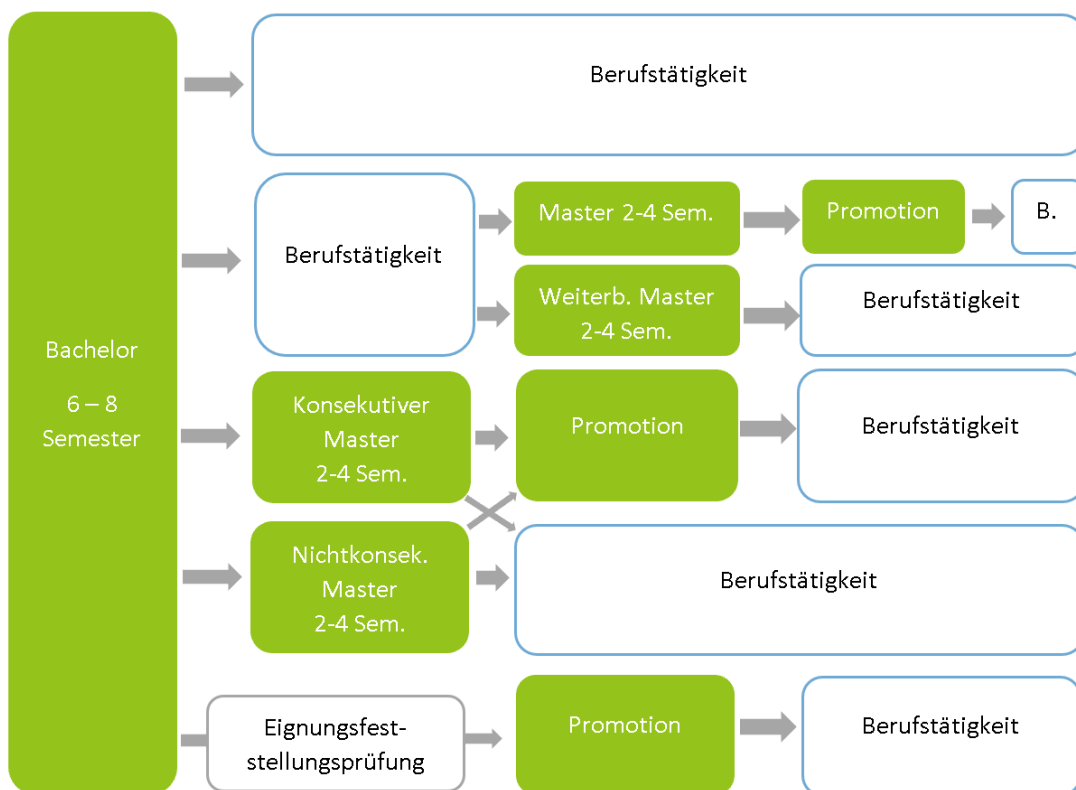 Bachelor
6 – 8
Semester
Berufstätigkeit
Berufstätigkeit
Master 2-4 Sem.
Promotion
B.
Weiterb. Master
2-4 Sem.
Berufstätigkeit
Konsekutiver
Master
2-4 Sem.
Promotion
Berufstätigkeit
Nichtkonsek.
Master
2-4 Sem.
Berufstätigkeit
Eignungsfest-
stellungsprüfung
Promotion
Berufstätigkeit